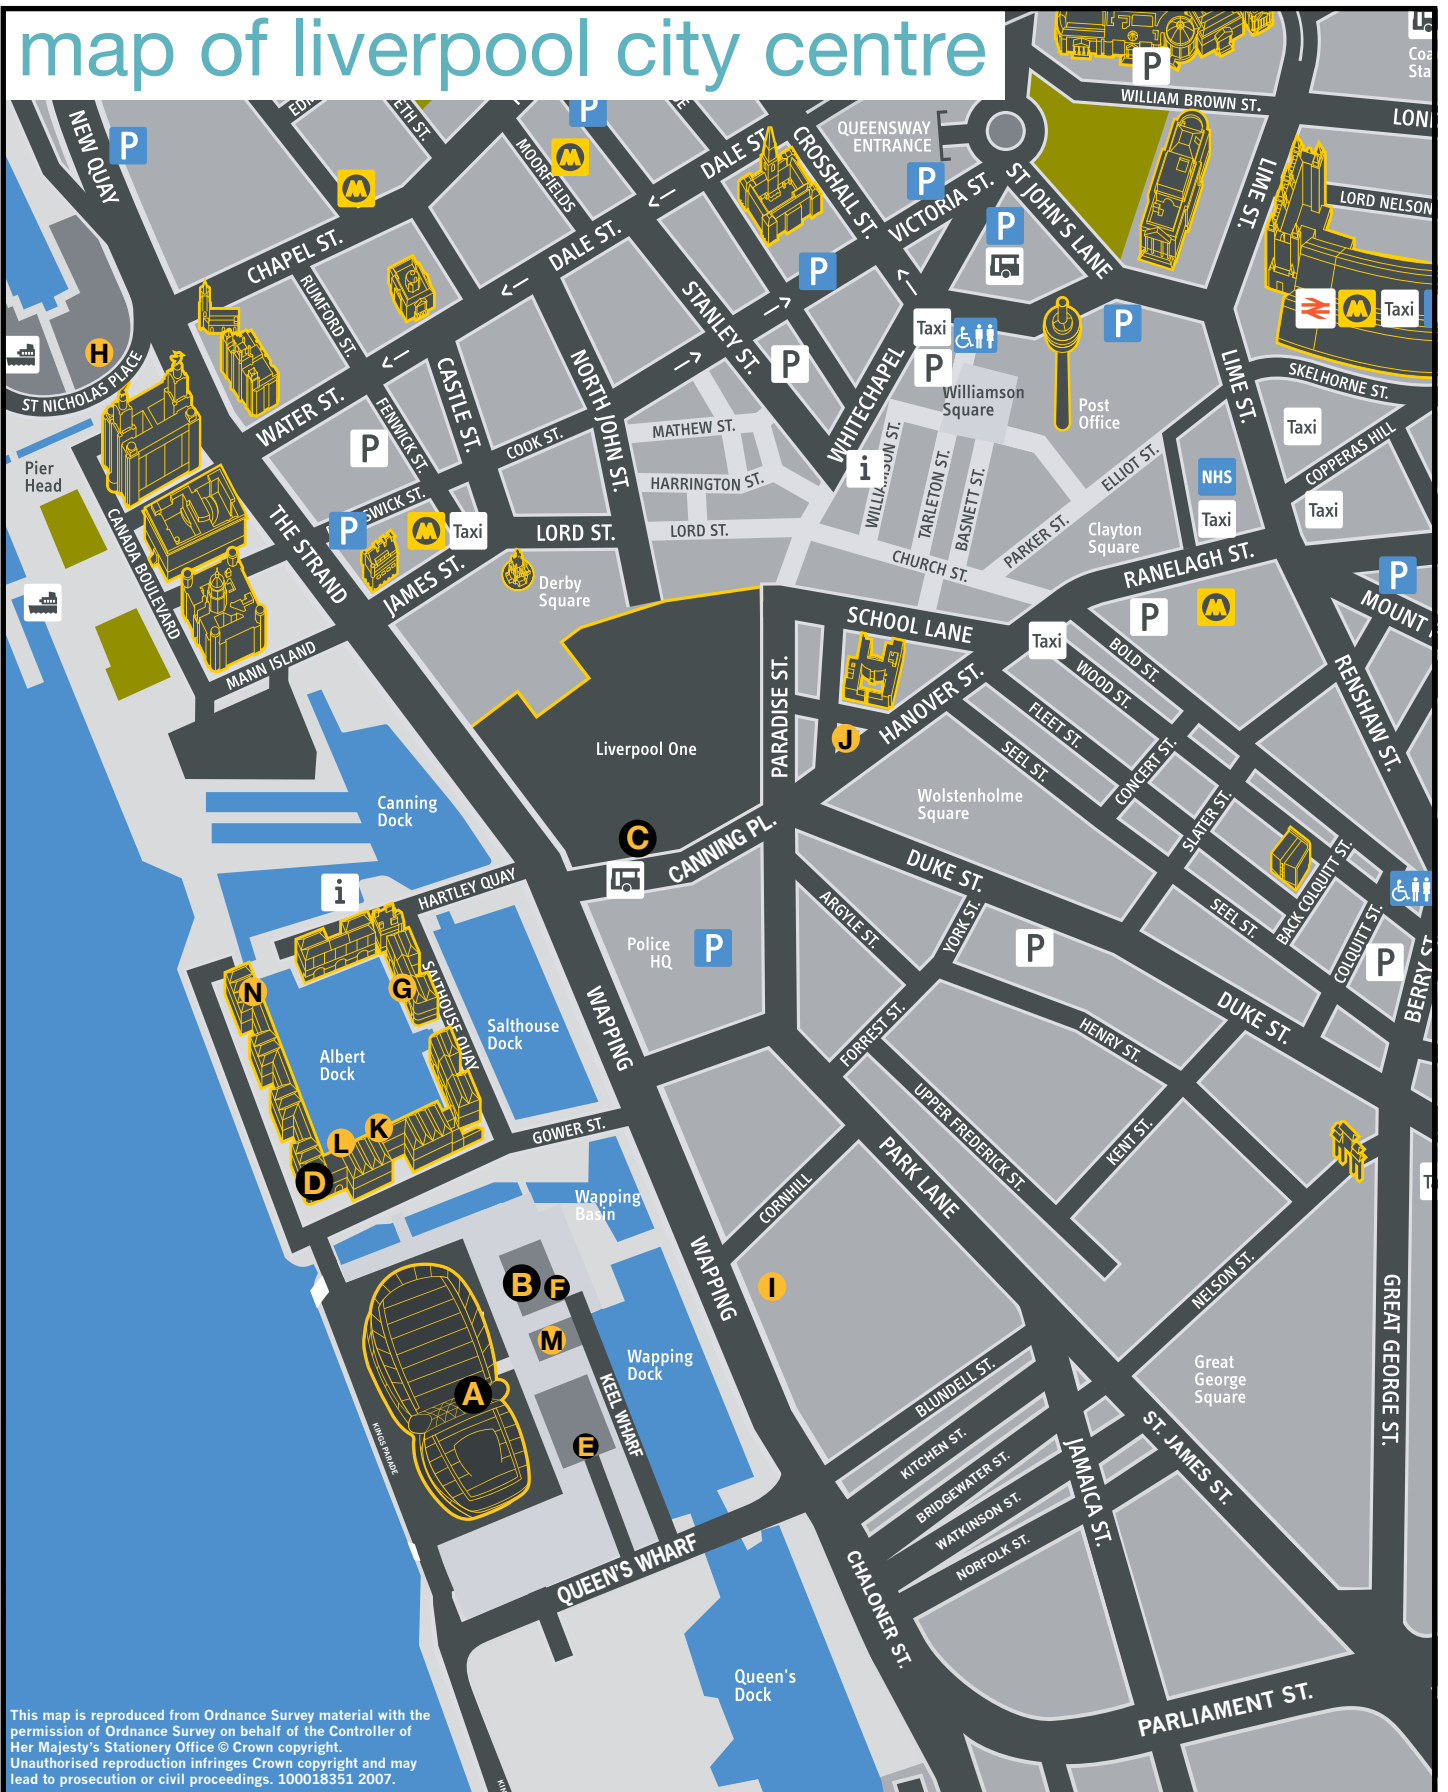 map of liverpool city centre
P
WILLIAM BROWN ST.
NEW QUAY
P
P
M
M
MOORFIELDS
DALE ST.
CROSSHALL ST.
QUEENSWAY
ENTRANCE
P
VICTORIA ST.
ST JOHN'S LANE
P
LIME ST.
LORD NELSON
CHAPEL ST.
RUMFORD ST.
DALE ST.
STANLEY ST.
P
Taxi
P
M
Taxi
H
ST NICHOLAS PLACE
WATER ST.
CASTLE ST.
FENWICK ST.
P
COOK ST.
NORTH JOHN ST.
P
P
WHITECHAPEL
Williamson
Square
Post
Office
LIME ST.
SKELHORNE ST.
Taxi
COPPERAS HILL
MATHEW ST.
HARRINGTON ST.
LORD ST.
i
TARLETON ST.
BASNETT ST.
ELLIOT ST.
PARKER ST.
NHS
Taxi
Taxi
Pier
Head
CANADA BOULEVARD
THE STRAND
P
M
Taxi
LORD ST.
JAMES ST.
Derby
Square
CHURCH ST.
Clayton
Square
RANELAGH ST.
P
MOUNT
MANN ISLAND
SCHOOL LANE
Taxi
P
M
BOLD ST.
WOOD ST.
FLEET ST.
SEEL ST.
RENSHAW ST.
PARADISE ST.
HANOVER ST.
J
Liverpool One
Canning
Dock
C
CANNING PL.
Wolstenholme
Square
CONCERT ST.
SLATER ST.
i
HARTLEY QUAY
DUKE ST.
ARGYLE ST.
YORK ST.
SEEL ST.
BACK COLQUITT ST.
COLQUITT ST.
P
BERRY ST.
Police
HQ
P
P
N
G
SALTHOUSE QUAY
Salthouse
Dock
WAPPING
Albert
Dock
FORREST ST.
HENRY ST.
DUKE ST.
L
K
D
GOWER ST.
UPPER FREDERICK ST.
KENT ST.
PARK LANE
CORNHILL
Wapping
Basin
WAPPING
B
F
M
I
NELSON ST.
GREAT GEORGE ST.
Wapping
Dock
A
KEEL WHARF
E
KINGS PARADE
Great
George
Square
BLUNDELL ST.
KITCHEN ST.
BRIDGEWATER ST.
WATKINSON ST.
NORFOLK ST.
JAMAICA ST.
ST. JAMES ST.
QUEEN'S WHARF
CHALONER ST.
Queen's
Dock
PARLIAMENT ST.
This map is reproduced from Ordnance Survey material with the
permission of Ordnance Survey on behalf of the Controller of
Her Majesty's Stationery Office © Crown copyright.
Unauthorised reproduction infringes Crown copyright and may
lead to prosecution or civil proceedings. 100018351 2007.